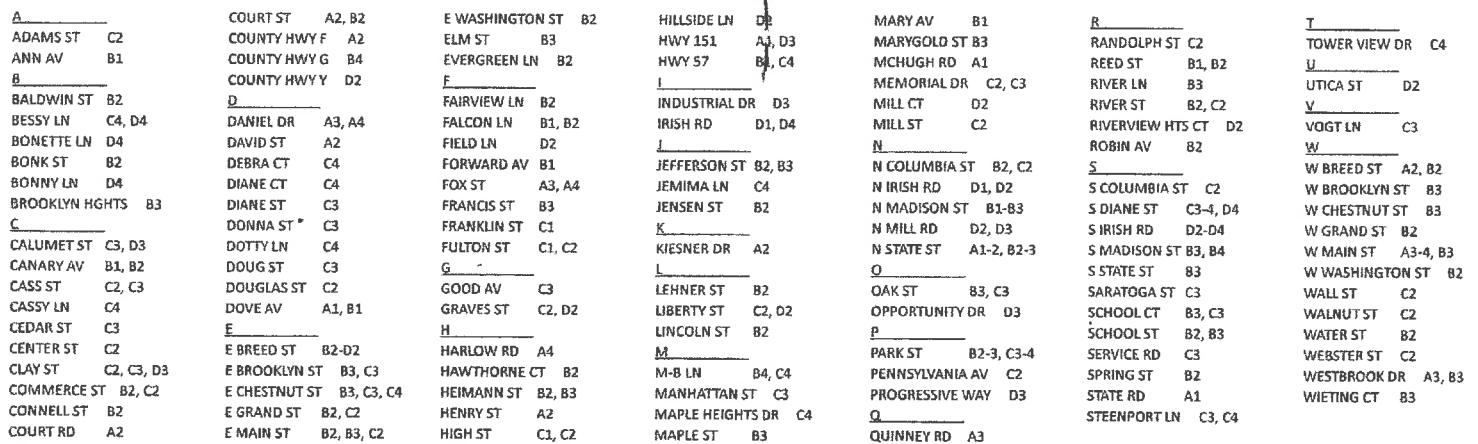 A
ADAMS ST C2
ANN AV B1
B
BALDWIN ST B2
BESSY LN C4, D4
BONETTE LN D4
BONK ST B2
BONNY LN D4
BROOKLYN HGHTS B3
C
CALUMET ST C3, D3
CANARY AV B1, B2
CASS ST C2, C3
CASSY LN C4
CEDAR ST C3
CENTER ST C2
CLAY ST C2, C3, D3
COMMERCE ST B2, C2
CONNELL ST B2
COURT RD A2
COURT ST A2, B2
COUNTY HWY F A2
COUNTY HWY G B4
COUNTY HWY Y D2
D
DANIEL DR A3, A4
DAVID ST A2
DEBRA CT C4
DIANE CT C4
DIANE ST C3
DONNA ST C3
DOTTY LN C4
DOUG ST C3
DOUGLAS ST C2
DOVE AV A1, B1
E
E BREED ST B2-D2
E BROOKLYN ST B3, C3
E CHESTNUT ST B3, C3, C4
E GRAND ST B2, C2
E MAIN ST B2, B3, C2
E WASHINGTON ST B2
ELM ST B3
EVERGREEN LN B2
F
FAIRVIEW LN B2
FALCON LN B1, B2
FIELD LN D2
FORWARD AV B1
FOX ST A3, A4
FRANCIS ST B3
FRANKLIN ST C1
FULTON ST C1, C2
G
GOOD AV C3
GRAVES ST C2, D2
H
HARLOW RD A4
HAWTHORNE CT B2
HEIMANN ST B2, B3
HENRY ST A2
HIGH ST C1, C2
HILLSIDE LN D2
HWY 151 A1, D3
HWY 57 B1, C4
I
INDUSTRIAL DR D3
IRISH RD D1, D4
J
JEFFERSON ST B2, B3
JEMIMA LN C4
JENSEN ST B2
K
KIESNER DR A2
L
LEHNER ST B2
LIBERTY ST C2, D2
LINCOLN ST B2
M
M-B LN B4, C4
MANHATTAN ST C3
MAPLE HEIGHTS DR C4
MAPLE ST B3
MARY AV B1
MARYGOLD ST B3
MCHUGH RD A1
MEMORIAL DR C2, C3
MILL CT D2
MILL ST C2
N
N COLUMBIA ST B2, C2
N IRISH RD D1, D2
N MADISON ST B1-B3
N MILL RD D2, D3
N STATE ST A1-2, B2-3
O
OAK ST B3, C3
OPPORTUNITY DR D3
P
PARK ST B2-3, C3-4
PENNSYLVANIA AV C2
PROGRESSIVE WAY D3
Q
QUINNEY RD A3
R
RANDOLPH ST C2
REED ST B1, B2
RIVER LN B3
RIVER ST B2, C2
RIVERVIEW HTS CT D2
ROBIN AV B2
S
S COLUMBIA ST C2
S DIANE ST C3-4, D4
S IRISH RD D2-D4
S MADISON ST B3, B4
S STATE ST B3
SARATOGA ST C3
SCHOOL CT B3, C3
SCHOOL ST B2, B3
SERVICE RD C3
SPRING ST B2
STATE RD A1
STEENPORT LN C3, C4
T
TOWER VIEW DR C4
U
UTICA ST D2
V
VOGT LN C3
W
W BREED ST A2, B2
W BROOKLYN ST B3
W CHESTNUT ST B3
W GRAND ST B2
W MAIN ST A3-4, B3
W WASHINGTON ST B2
WALL ST C2
WALNUT ST C2
WATER ST B2
WEBSTER ST C2
WESTBROOK DR A3, B3
WIETING CT B3